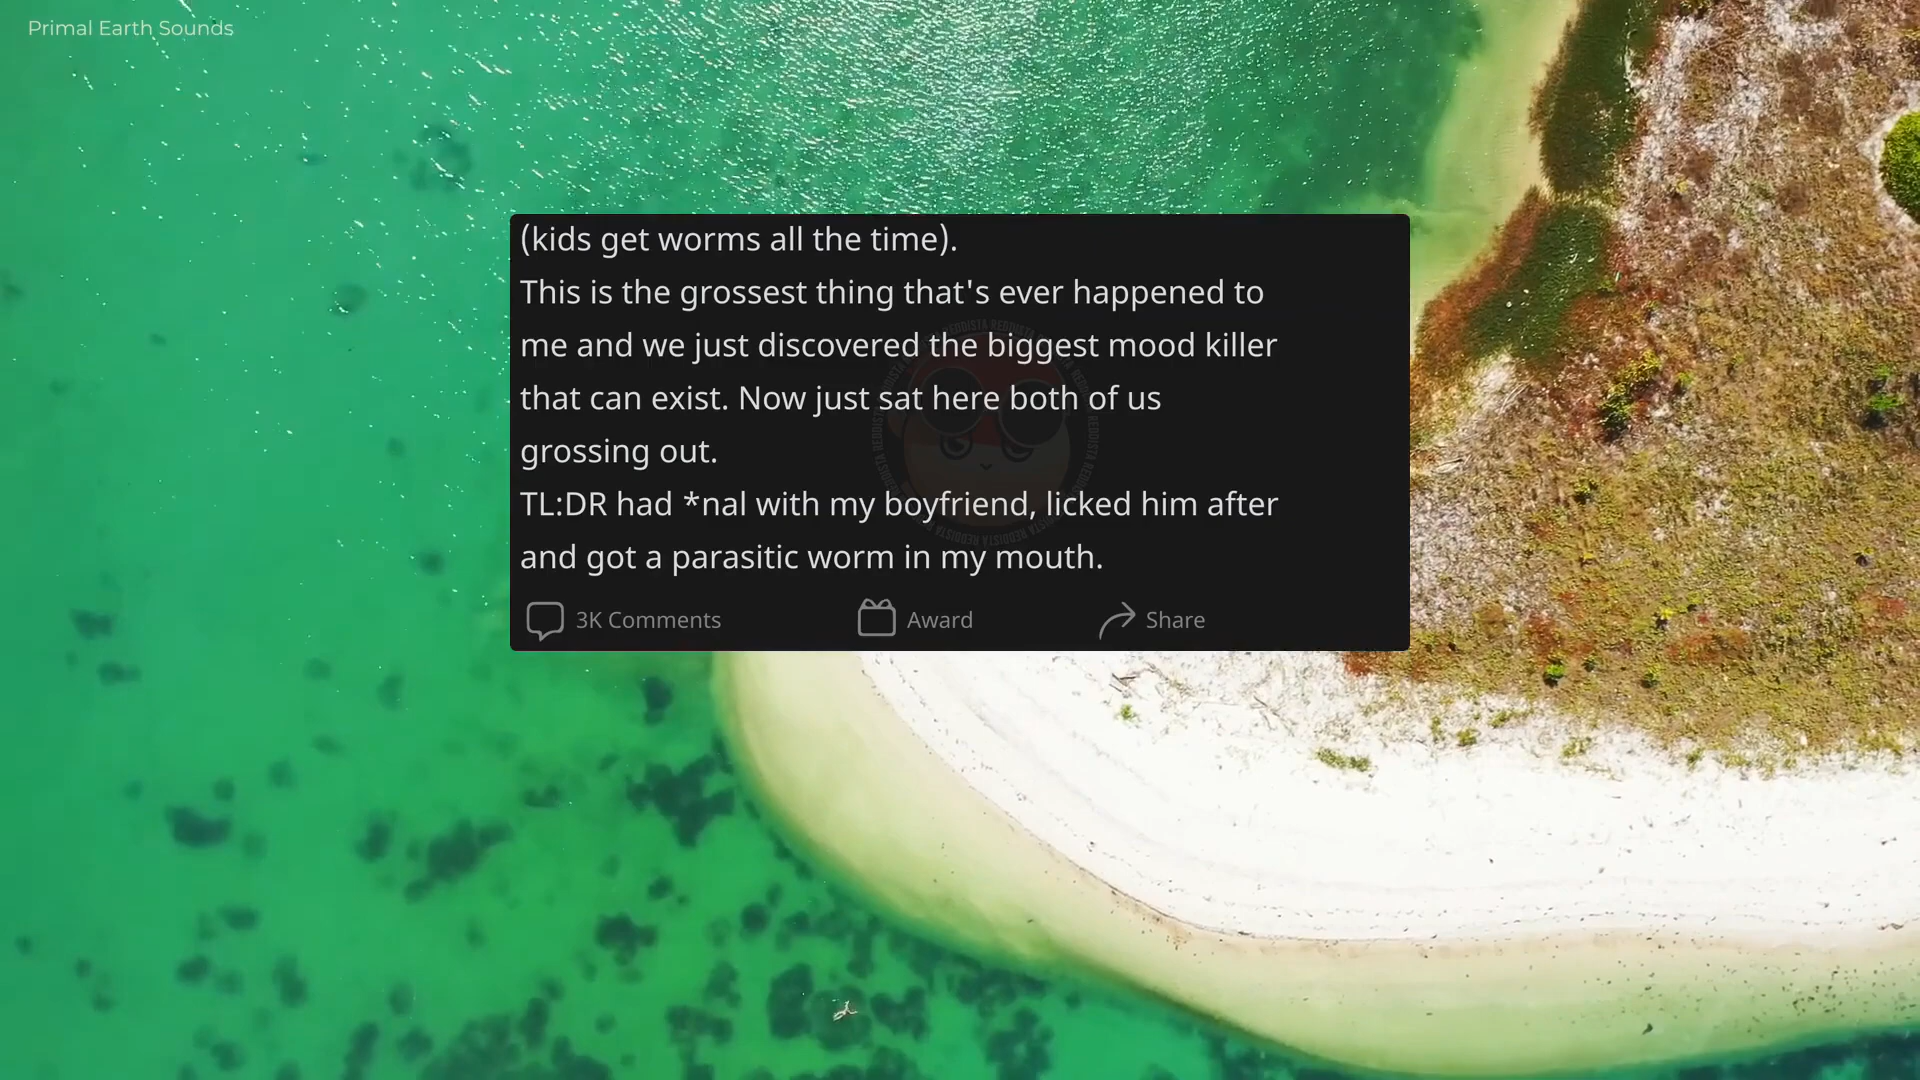 Primal Earth Sounds
(kids get worms all the time).
This is the grossest thing that's ever happened to
me and we just discovered the biggest mood killer
that can exist. Now just sat here both of us
grossing out.
TL:DR had *nal with my boyfriend, licked him after
and got a parasitic worm in my mouth.
3K Comments
Award
Share